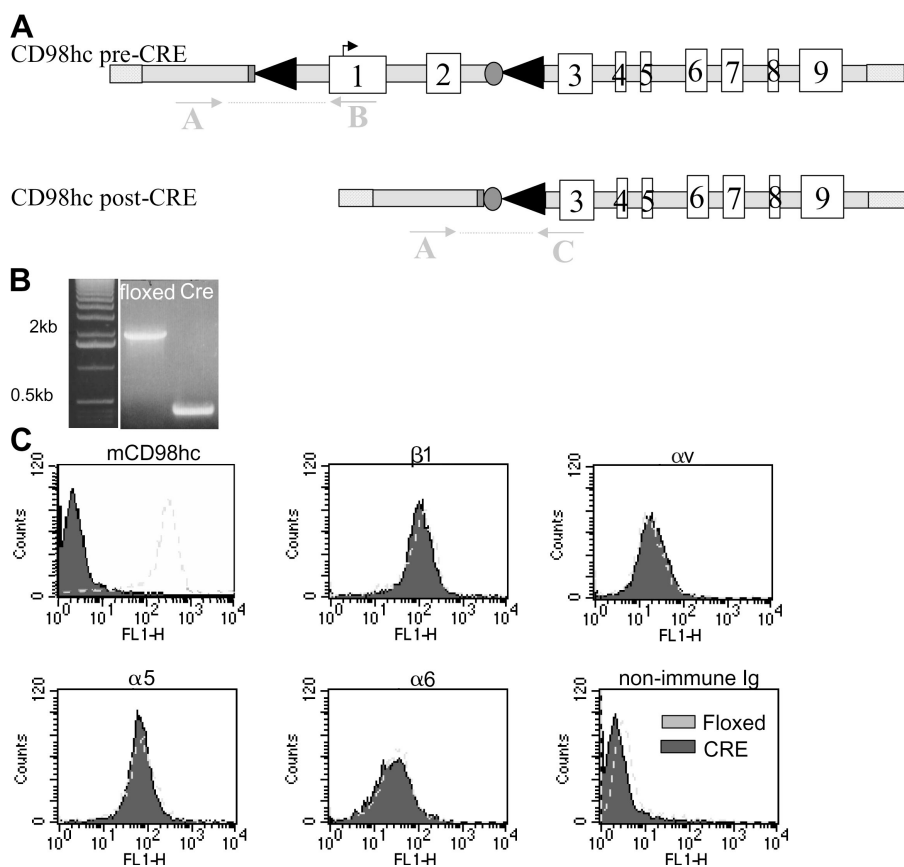 A
CD98hc pre-CRE
1 2 3 4 5 6 7 8 9
A B
CD98hc post-CRE
3 4 5 6 7 8 9
A C
B
floxed Cre
2kb
0.5kb
C
mCD98hc
120
Counts
0
10^0 10^1 10^2 10^3 10^4
FL1-H
β1
120
Counts
0
10^0 10^1 10^2 10^3 10^4
FL1-H
αv
120
Counts
0
10^0 10^1 10^2 10^3 10^4
FL1-H
α5
120
Counts
0
10^0 10^1 10^2 10^3 10^4
FL1-H
α6
120
Counts
0
10^0 10^1 10^2 10^3 10^4
FL1-H
non-immune Ig
120
Counts
0
Floxed
CRE
10^0 10^1 10^2 10^3 10^4
FL1-H